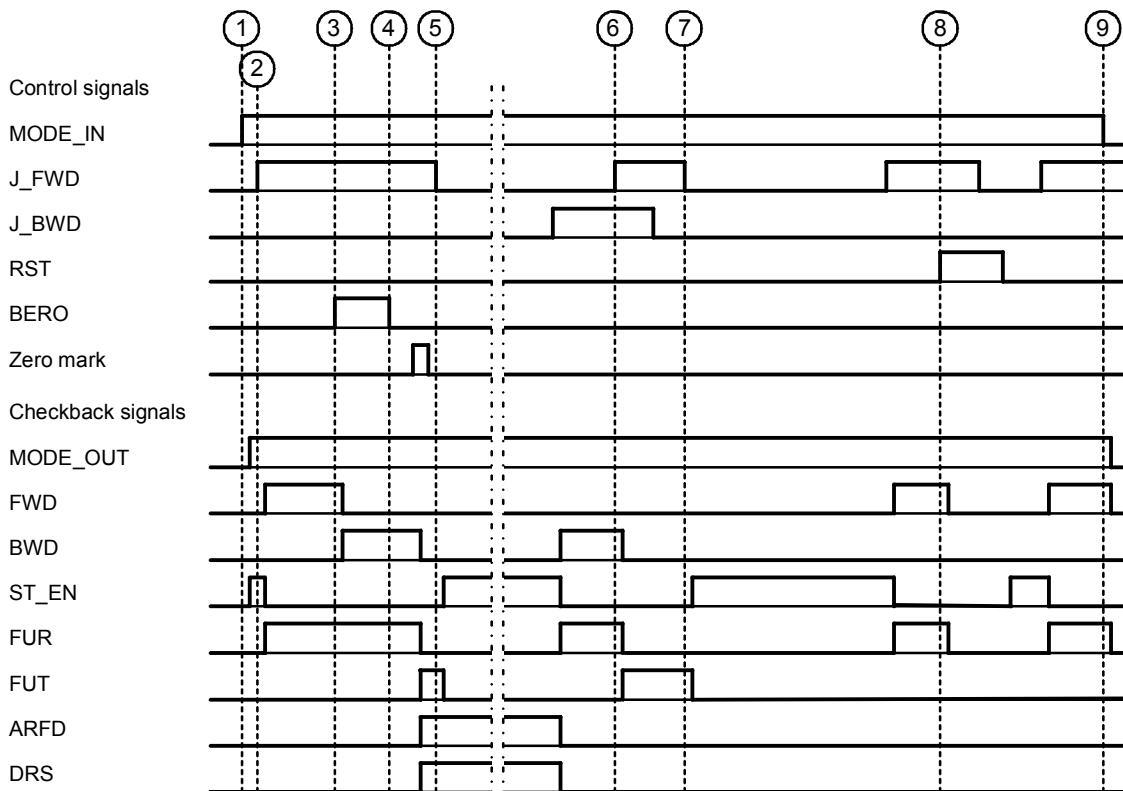 1 3 4 5 6 7 8 9
2
Control signals
MODE_IN
J_FWD
J_BWD
RST
BERO
Zero mark
Checkback signals
MODE_OUT
FWD
BWD
ST_EN
FUR
FUT
ARFD
DRS